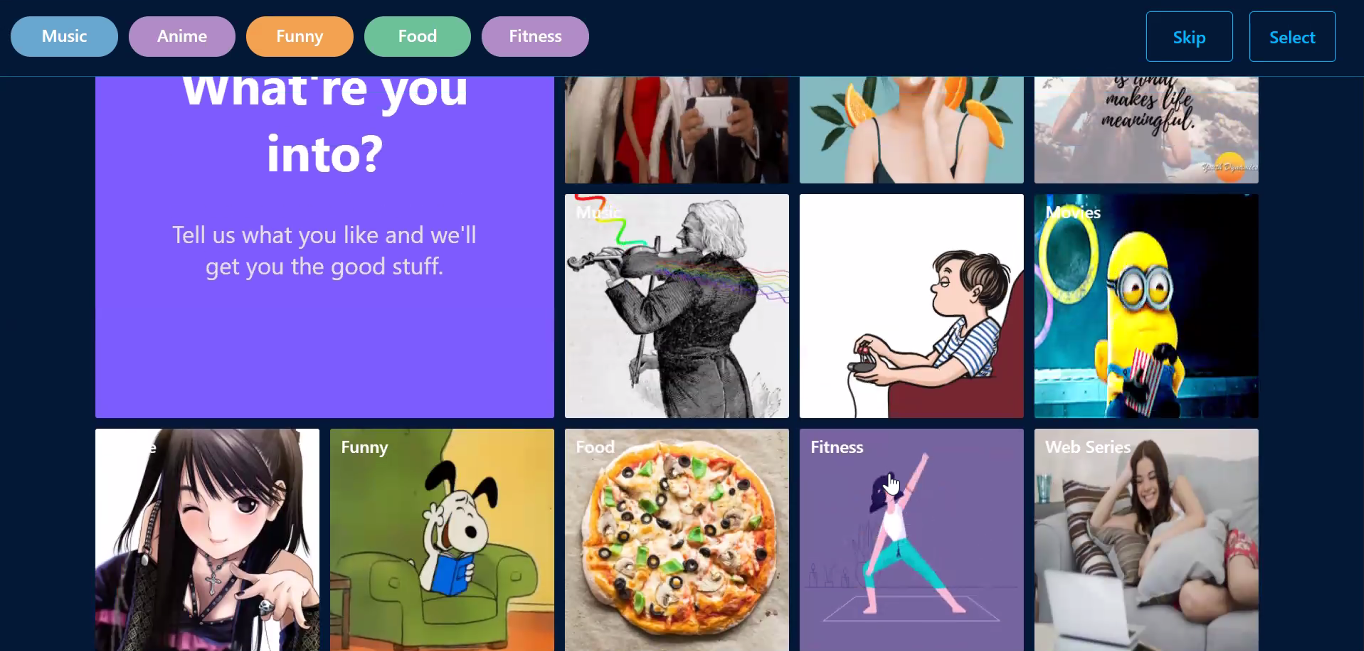 Music
Anime
Funny
Food
Fitness
Skip
Select
What're you
into?
Tell us what you like and we'll
get you the good stuff.
is what
makes life
meaningful.
Music
Movies
Funny
Food
Fitness
Web Series